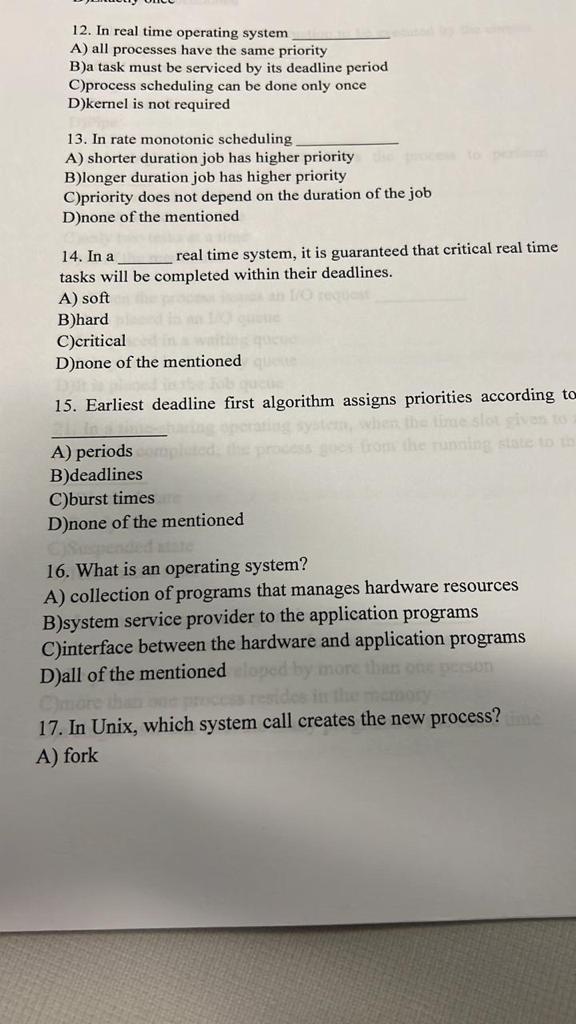 12. In real time operating system ___________
A) all processes have the same priority
B)a task must be serviced by its deadline period
C)process scheduling can be done only once
D)kernel is not required
13. In rate monotonic scheduling ___________
A) shorter duration job has higher priority
B)longer duration job has higher priority
C)priority does not depend on the duration of the job
D)none of the mentioned
14. In a ______ real time system, it is guaranteed that critical real time
tasks will be completed within their deadlines.
A) soft
B)hard
C)critical
D)none of the mentioned
15. Earliest deadline first algorithm assigns priorities according to
___________
A) periods
B)deadlines
C)burst times
D)none of the mentioned
16. What is an operating system?
A) collection of programs that manages hardware resources
B)system service provider to the application programs
C)interface between the hardware and application programs
D)all of the mentioned
17. In Unix, which system call creates the new process?
A) fork